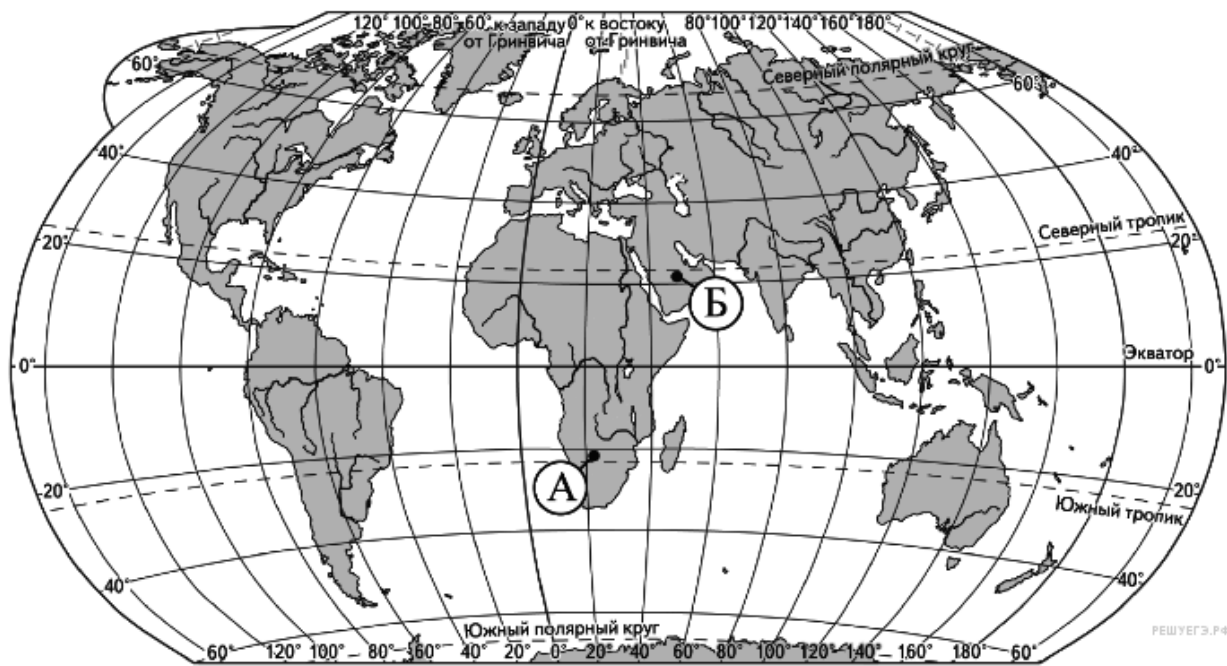 120° 100° 80° 60° к западу 0° к востоку 80° 100° 120° 140° 160° 180°
от Гринвича от Гринвича
60° Северный полярный круг 60°
40° 40°
Северный тропик
20° 20°
Б
Экватор
0° 0°
А
20° 20°
Южный тропик
40° 40°
Южный полярный круг
60° 120° 100° 80° 60° 40° 20° 0° 20° 40° 60° 80° 100° 120° 140° 160° 180° 60°
РЕШУЕГЭ.РФ